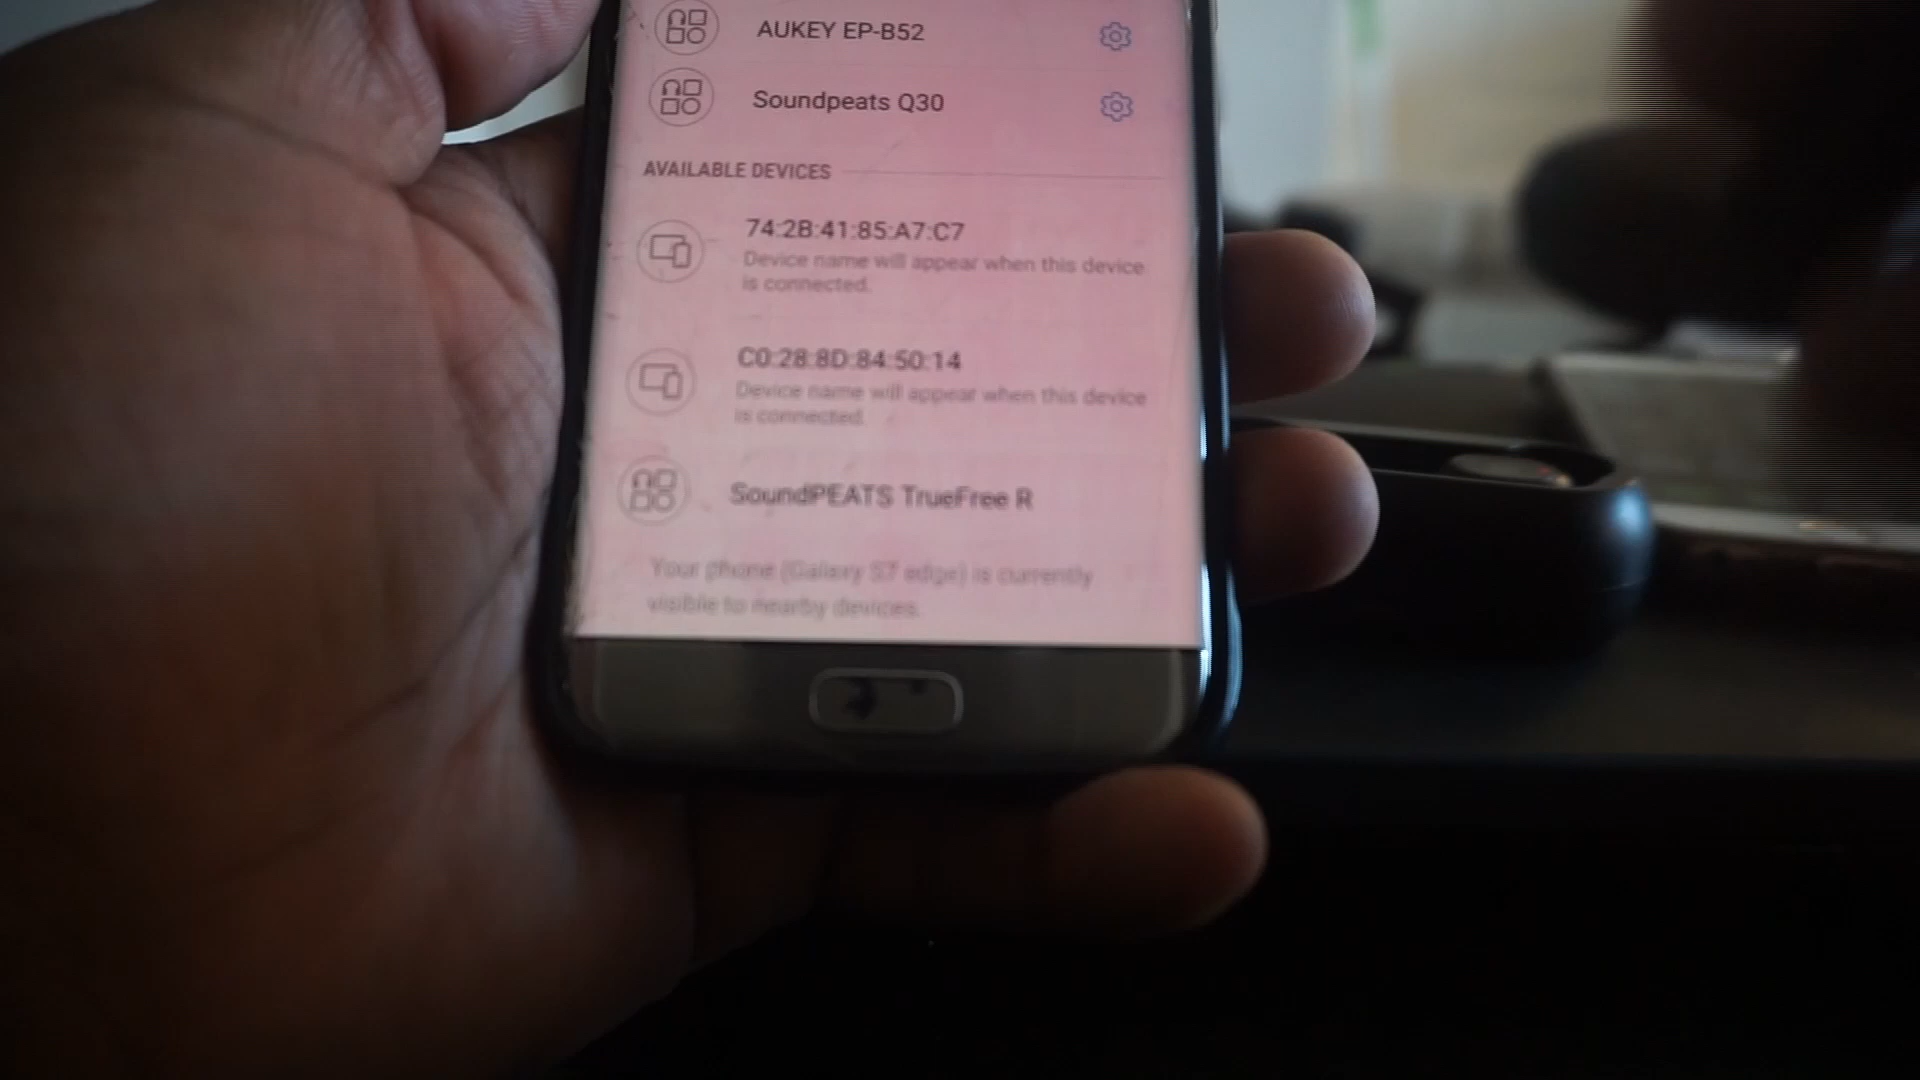 AUKEY EP-B52
Soundpeats Q30
AVAILABLE DEVICES
74:2B:41:85:A7:C7
Device name will appear when this device
is connected.
C0:28:8D:84:50:14
Device name will appear when this device
is connected.
SoundPEATS TrueFree R
Your phone (Galaxy S7 edge) is currently
visible to nearby devices.